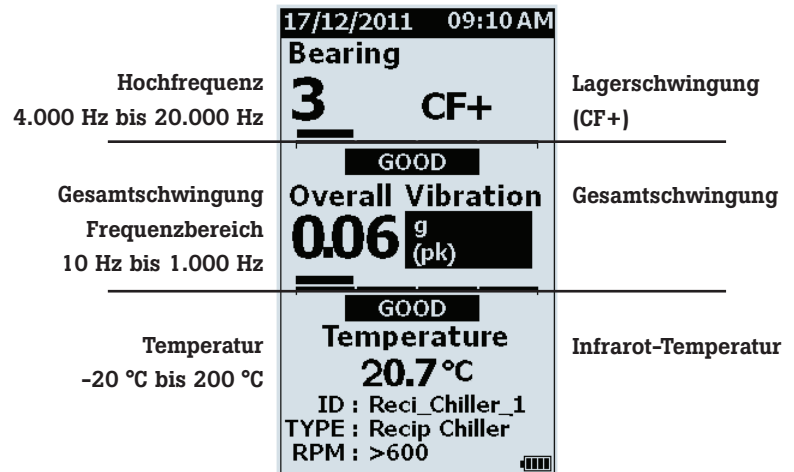 17/12/2011 09:10 AM
Bearing
3 CF+
GOOD
Overall Vibration
0.06 g
(pk)
GOOD
Temperature
20.7 °C
ID : Reci_Chiller_1
TYPE : Recip Chiller
RPM : >600
Hochfrequenz
4.000 Hz bis 20.000 Hz
Gesamtschwingung
Frequenzbereich
10 Hz bis 1.000 Hz
Temperatur
-20 °C bis 200 °C
Lagerschwingung
(CF+)
Gesamtschwingung
Infrarot-Temperatur